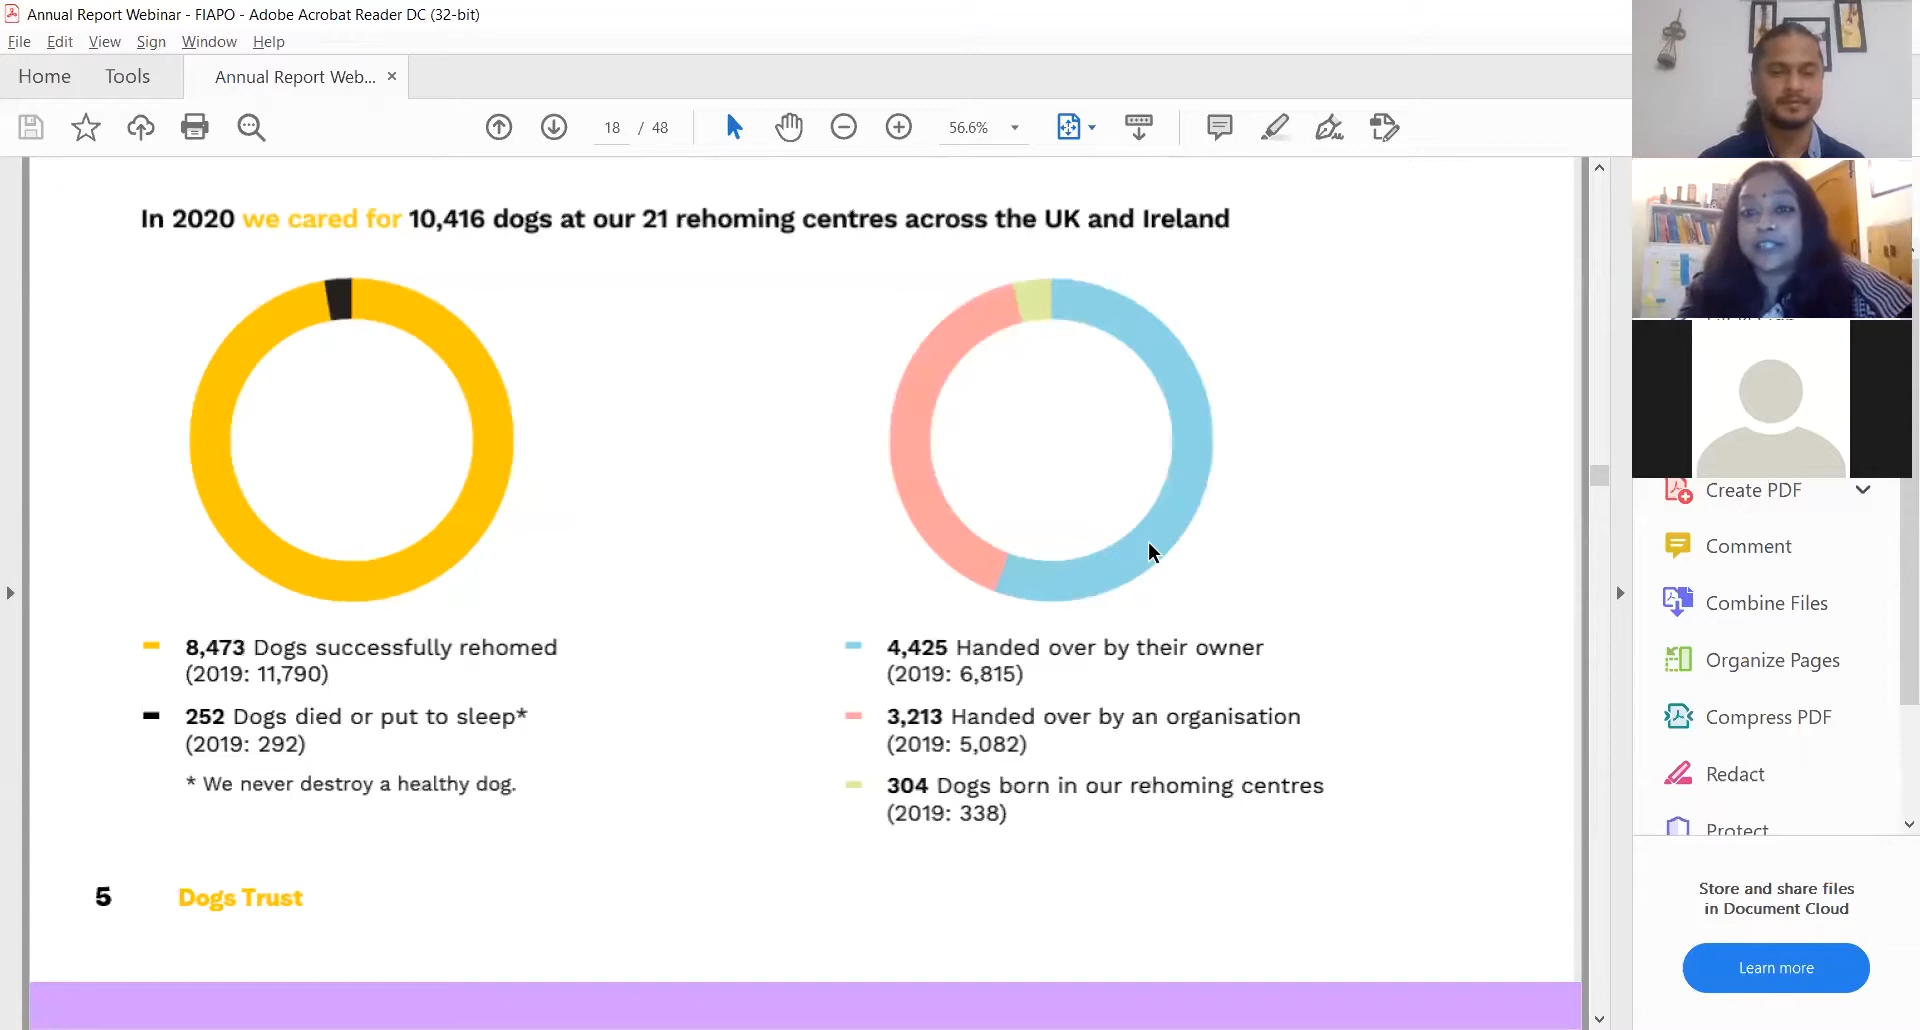 Annual Report Webinar - FIAPO - Adobe Acrobat Reader DC (32-bit)
File Edit View Sign Window Help
Home Tools Annual Report Web... ×
18 / 48 56.6%
In 2020 we cared for 10,416 dogs at our 21 rehoming centres across the UK and Ireland
8,473 Dogs successfully rehomed
(2019: 11,790)
252 Dogs died or put to sleep*
(2019: 292)
* We never destroy a healthy dog.
4,425 Handed over by their owner
(2019: 6,815)
3,213 Handed over by an organisation
(2019: 5,082)
304 Dogs born in our rehoming centres
(2019: 338)
5 Dogs Trust
Create PDF
Comment
Combine Files
Organize Pages
Compress PDF
Redact
Protect
Store and share files
in Document Cloud
Learn more